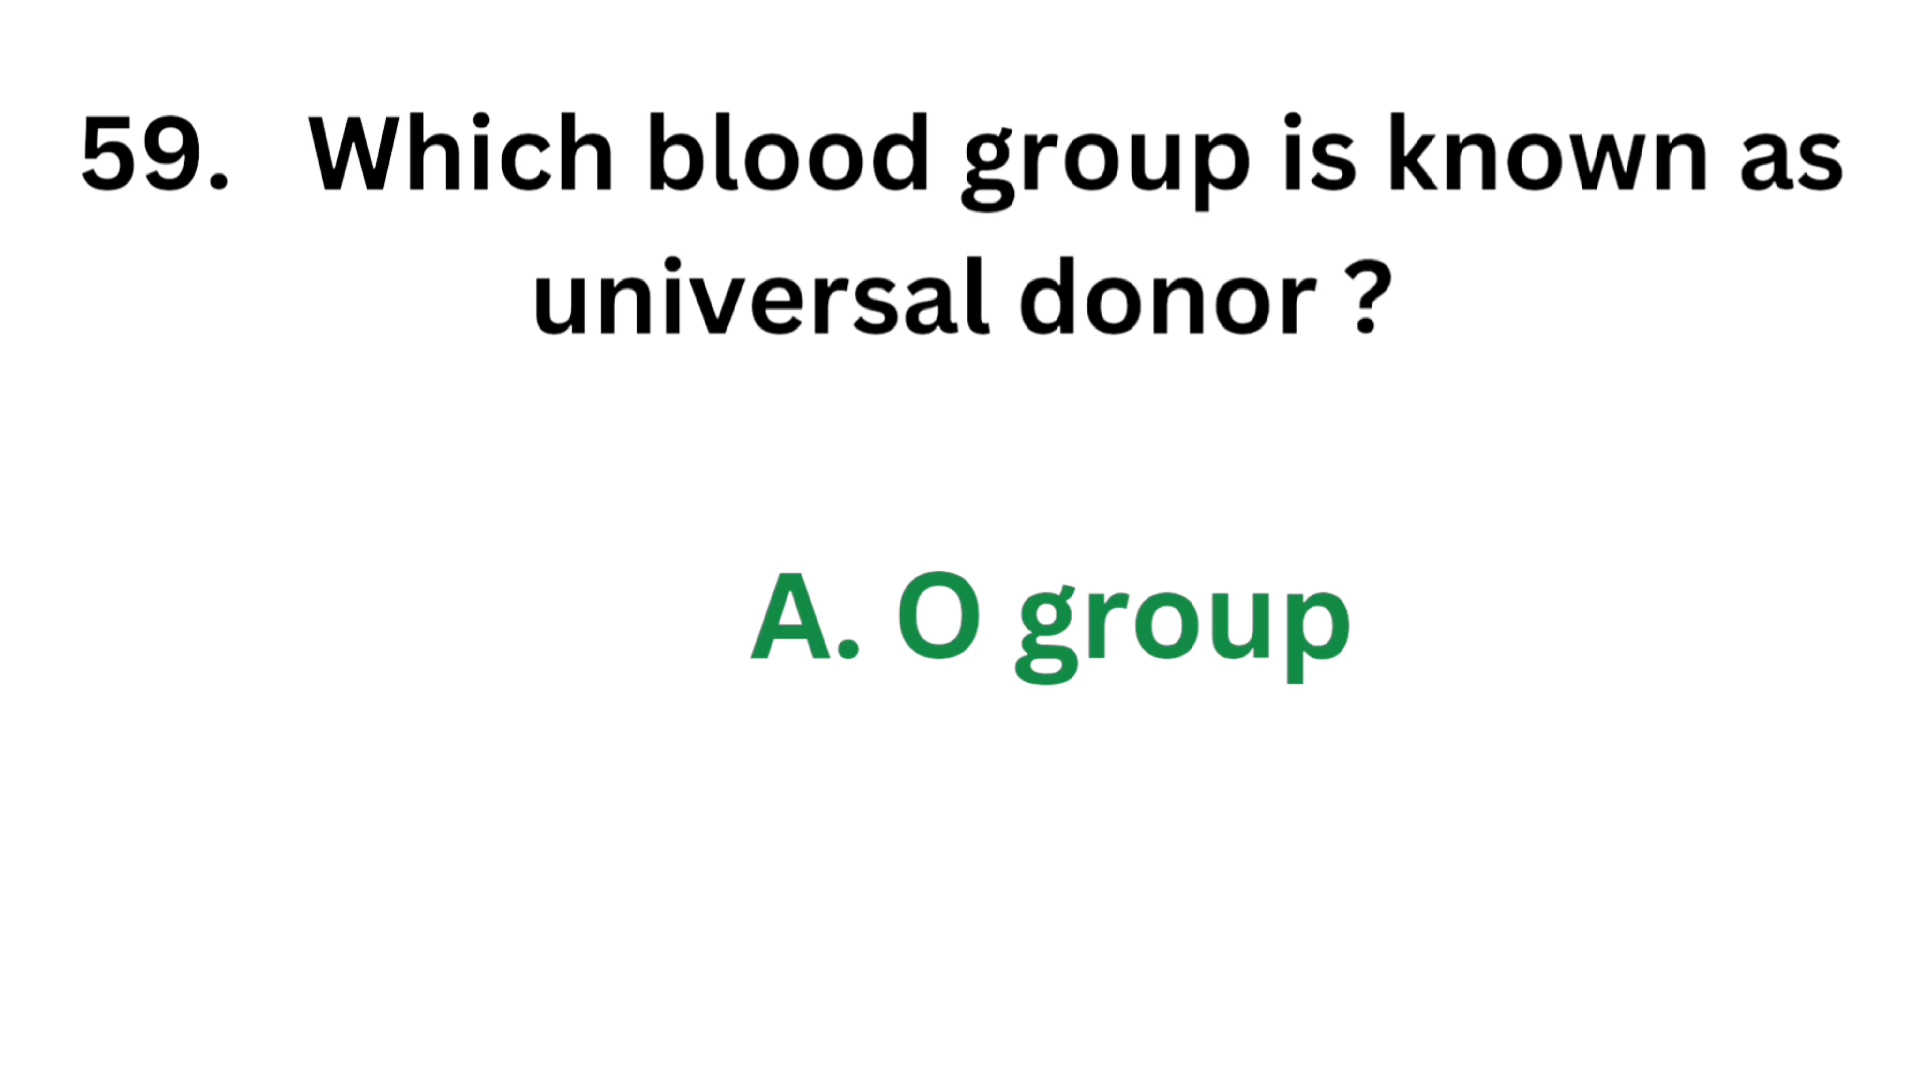 59. Which blood group is known as
universal donor ?
A. O group